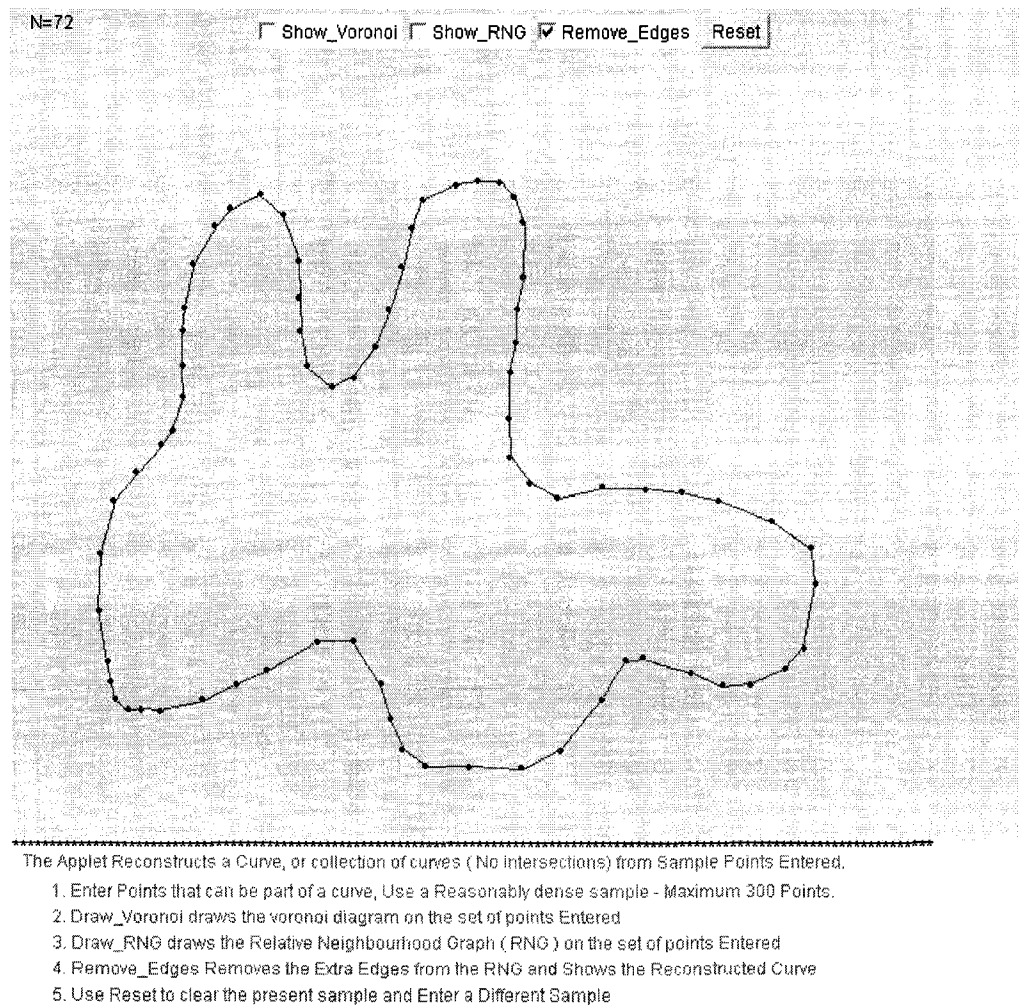 N=72
Show_Voronoi Show_RNG Remove_Edges Reset
The Applet Reconstructs a Curve, or collection of curves ( No intersections) from Sample Points Entered.
1. Enter Points that can be part of a curve, Use a Reasonably dense sample - Maximum 300 Points.
2. Draw_Voronoi draws the voronoi diagram on the set of points Entered
3. Draw_RNG draws the Relative Neighbourhood Graph ( RNG ) on the set of points Entered
4. Remove_Edges Removes the Extra Edges from the RNG and Shows the Reconstructed Curve
5. Use Reset to clear the present sample and Enter a Different Sample